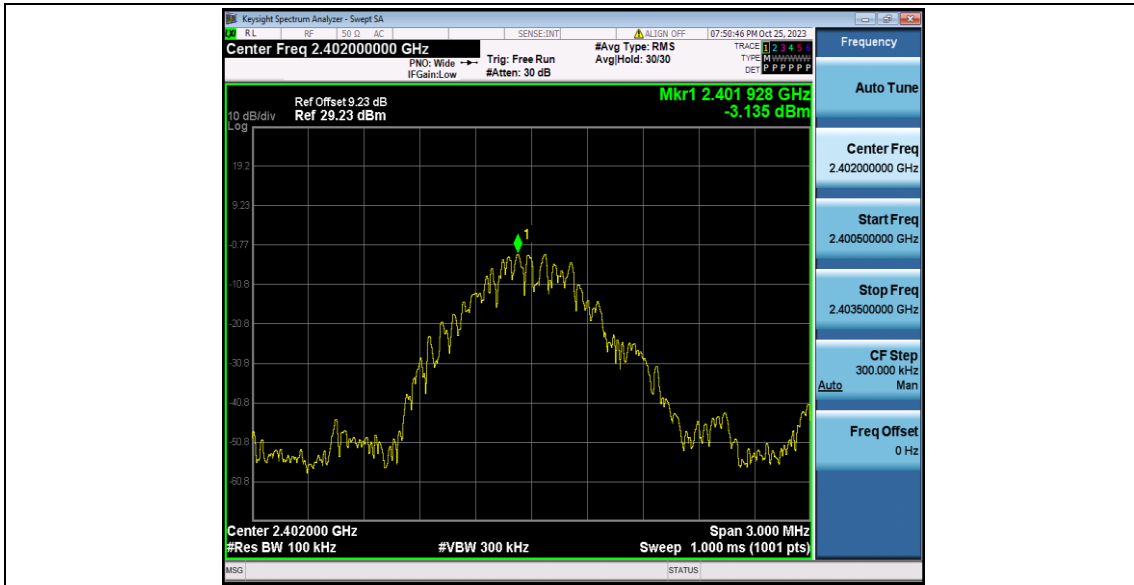 Keysight Spectrum Analyzer - Swept SA
RL RF 50 Ω AC SENSE:INT ALIGN OFF 07:50:46 PM Oct 25, 2023
Center Freq 2.402000000 GHz
#Avg Type: RMS
TRACE 1 2 3 4 5 6
PNO: Wide Trig: Free Run Avg|Hold: 30/30
TYPE M W W W W W
IFGain:Low #Atten: 30 dB
DET P P P P P P
Mkr1 2.401 928 GHz
-3.135 dBm
Ref Offset 9.23 dB
10 dB/div Ref 29.23 dBm
Log
19.2
9.23
-0.77
-10.8
-20.8
-30.8
-40.8
-50.8
-60.8
1
Center 2.402000 GHz Span 3.000 MHz
#Res BW 100 kHz #VBW 300 kHz Sweep 1.000 ms (1001 pts)
MSG STATUS
Frequency
Auto Tune
Center Freq
2.402000000 GHz
Start Freq
2.400500000 GHz
Stop Freq
2.403500000 GHz
CF Step
300.000 kHz
Auto Man
Freq Offset
0 Hz